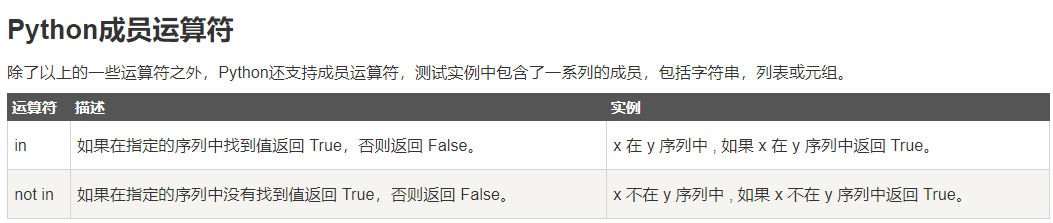 Python成员运算符
除了以上的一些运算符之外，Python还支持成员运算符，测试实例中包含了一系列的成员，包括字符串，列表或元组。
运算符 描述 实例
in 如果在指定的序列中找到值返回 True，否则返回 False。 x 在 y 序列中 , 如果 x 在 y 序列中返回 True。
not in 如果在指定的序列中没有找到值返回 True，否则返回 False。 x 不在 y 序列中 , 如果 x 不在 y 序列中返回 True。